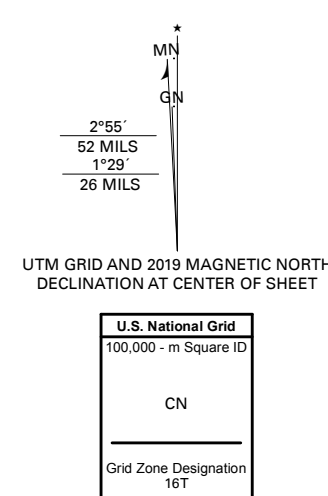 ★
MN
GN
2°55´
52 MILS
1°29´
26 MILS
UTM GRID AND 2019 MAGNETIC NORTH
DECLINATION AT CENTER OF SHEET
U.S. National Grid
100,000 - m Square ID
CN
Grid Zone Designation
16T